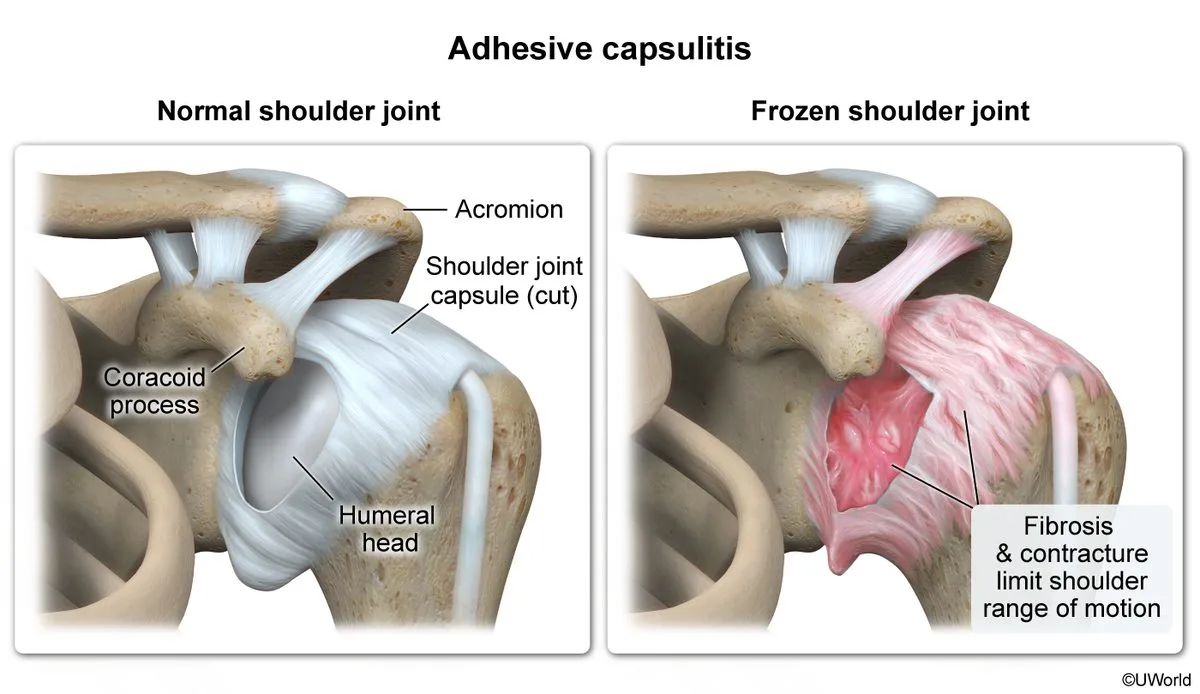 Adhesive capsulitis
Normal shoulder joint
Acromion
Shoulder joint
capsule (cut)
Coracoid
process
Humeral
head
Frozen shoulder joint
Fibrosis
& contracture
limit shoulder
range of motion
©UWorld